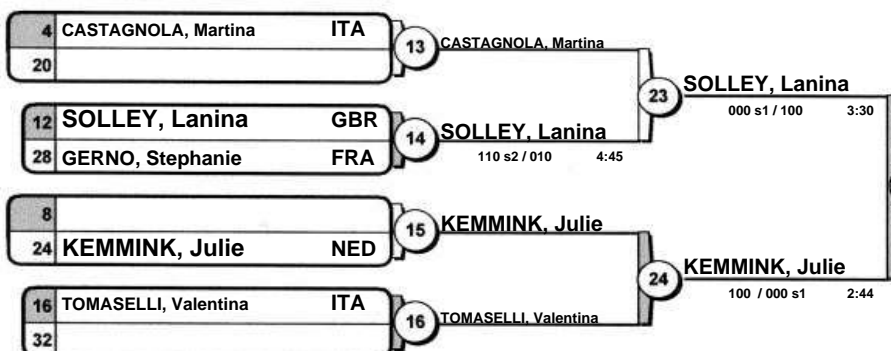 4 CASTAGNOLA, Martina ITA
20
13 CASTAGNOLA, Martina
12 SOLLEY, Lanina GBR
28 GERNO, Stephanie FRA
14 SOLLEY, Lanina
110 s2 / 010 4:45
23 SOLLEY, Lanina
000 s1 / 100 3:30
8
24 KEMMINK, Julie NED
15 KEMMINK, Julie
16 TOMASELLI, Valentina ITA
32
16 TOMASELLI, Valentina
24 KEMMINK, Julie
100 / 000 s1 2:44